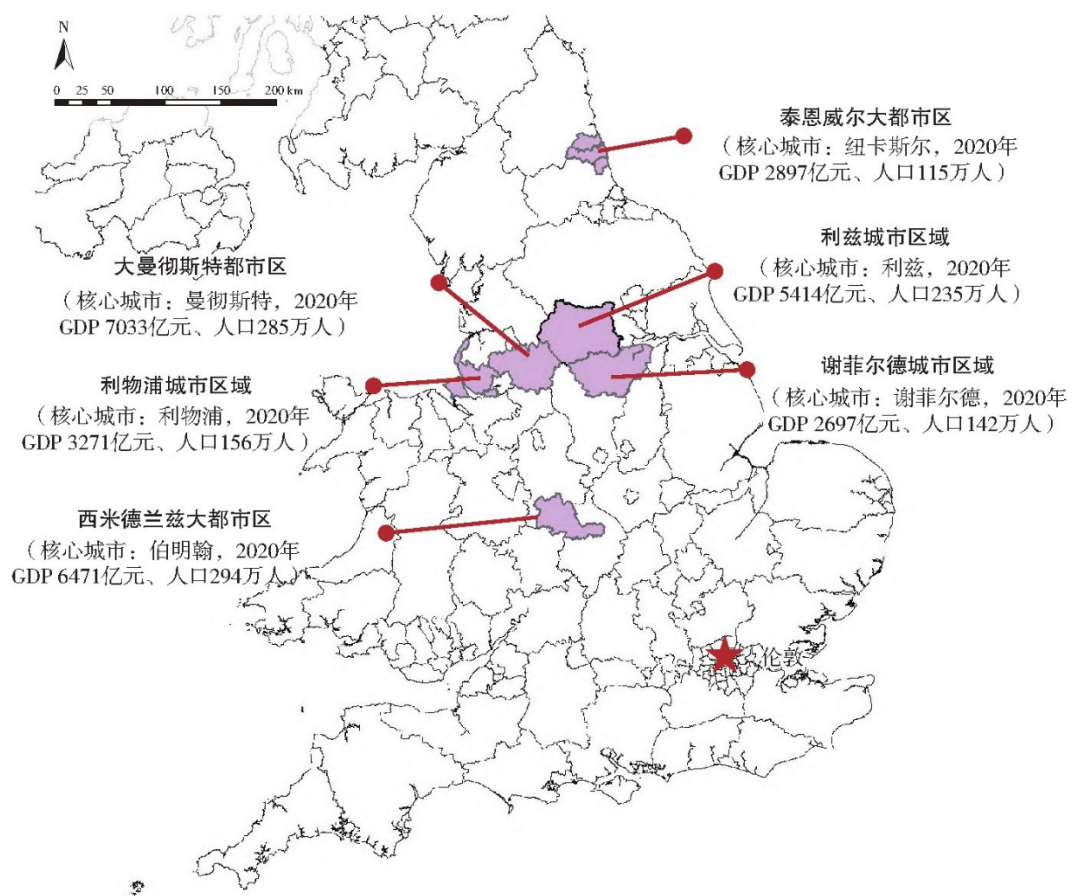 N
0 25 50 100 150 200 km
泰恩威尔大都市区
（核心城市：纽卡斯尔，2020年
GDP 2897亿元、人口115万人）
利兹城市区域
（核心城市：利兹，2020年
GDP 5414亿元、人口235万人）
大曼彻斯特都市区
（核心城市：曼彻斯特，2020年
GDP 7033亿元、人口285万人）
谢菲尔德城市区域
（核心城市：谢菲尔德，2020年
GDP 2697亿元、人口142万人）
利物浦城市区域
（核心城市：利物浦，2020年
GDP 3271亿元、人口156万人）
西米德兰兹大都市区
（核心城市：伯明翰，2020年
GDP 6471亿元、人口294万人）
伦敦